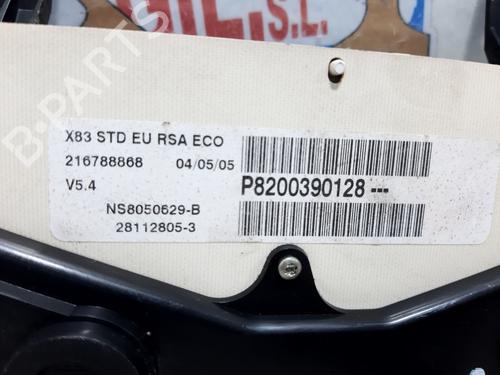 S.L.
X83 STD EU RSA ECO
216788868 04/05/05
V5.4 P8200390128 ---
NS8050629-B
28112805-3
B-PARTS